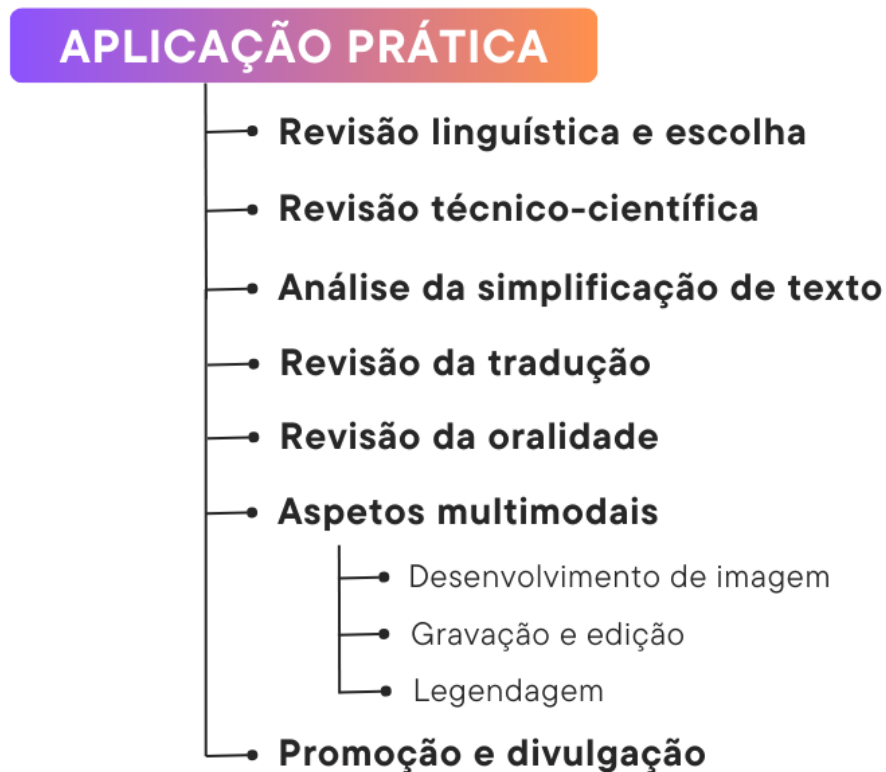 APLICAÇÃO PRÁTICA
Revisão linguística e escolha
Revisão técnico-científica
Análise da simplificação de texto
Revisão da tradução
Revisão da oralidade
Aspetos multimodais
Desenvolvimento de imagem
Gravação e edição
Legendagem
Promoção e divulgação